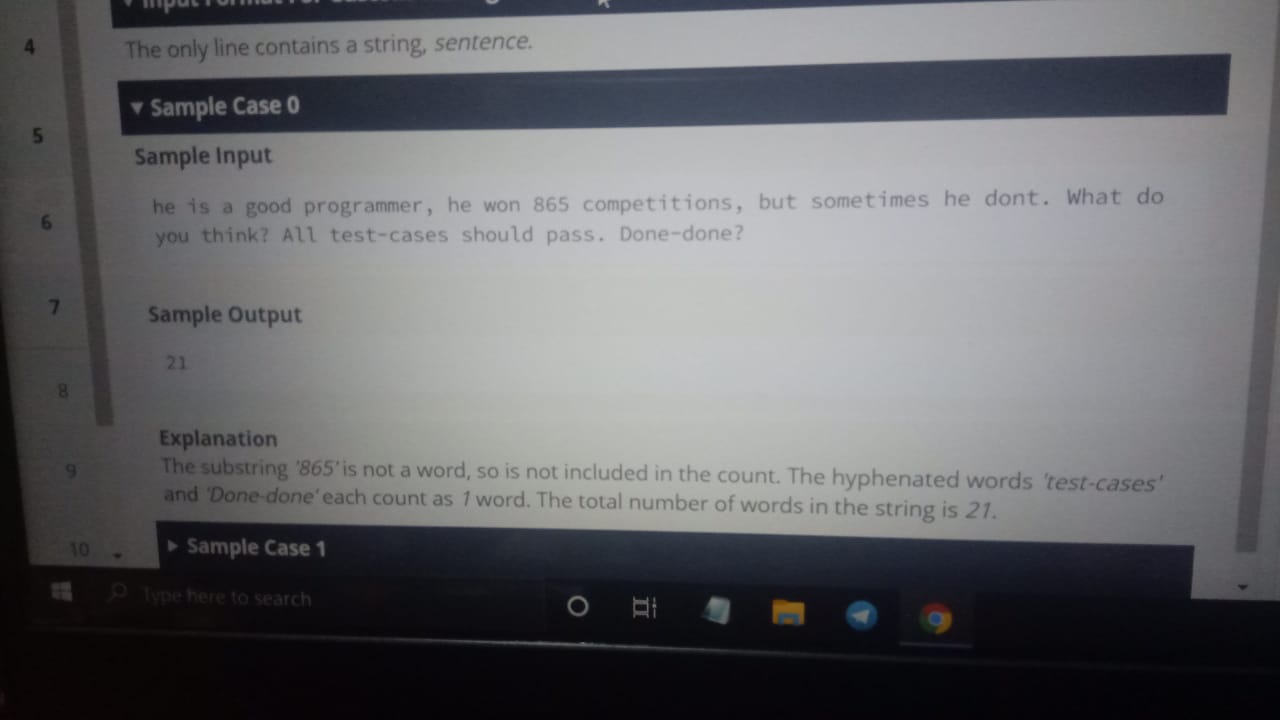 4
The only line contains a string, sentence.
▼ Sample Case 0
5
Sample Input
he is a good programmer, he won 865 competitions, but sometimes he dont. What do
6
you think? All test-cases should pass. Done-done?
7
Sample Output
21
8
Explanation
9
The substring '865' is not a word, so is not included in the count. The hyphenated words 'test-cases'
and 'Done-done' each count as 1 word. The total number of words in the string is 21.
10
▶ Sample Case 1
Type here to search